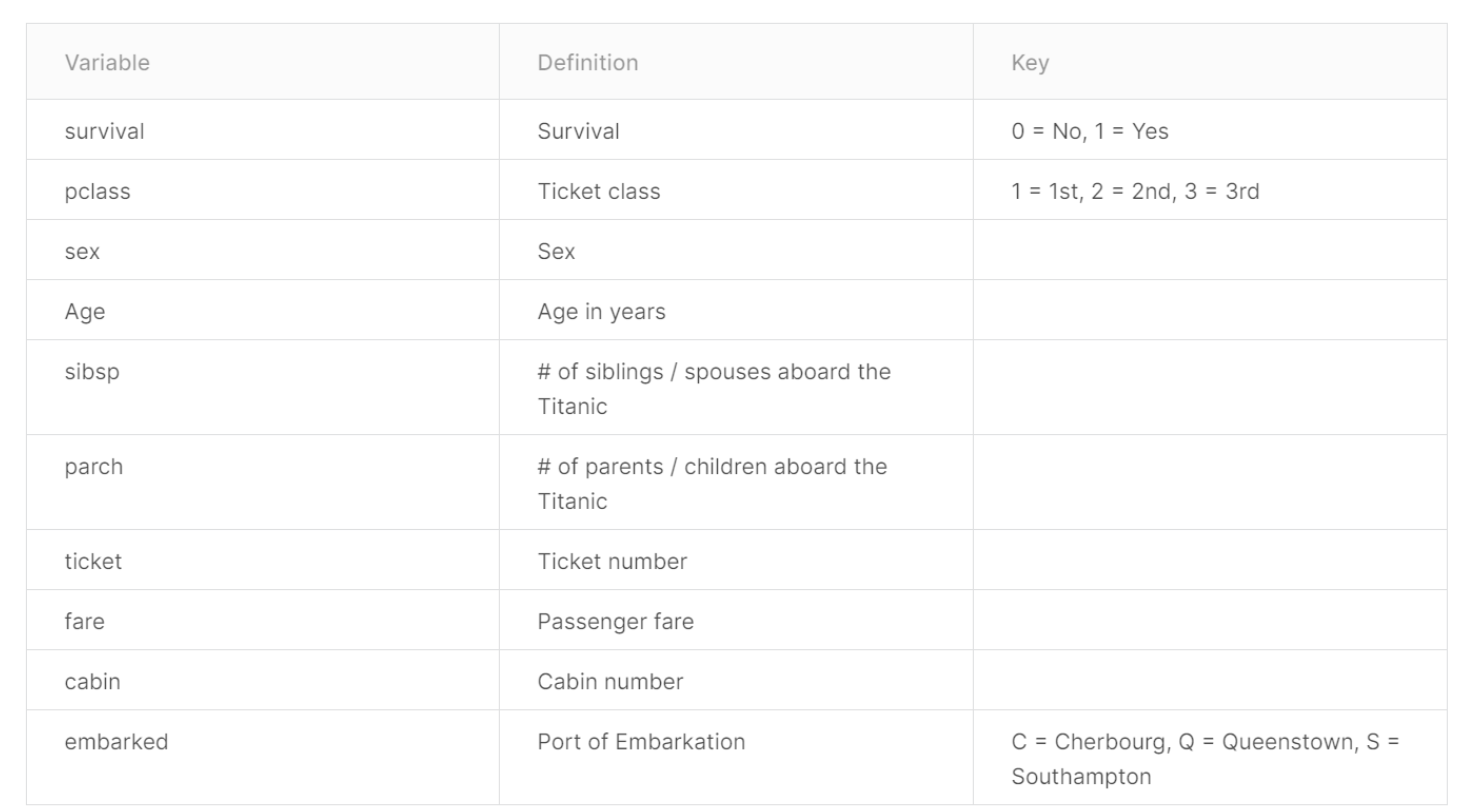 Variable Definition Key
survival Survival 0 = No, 1 = Yes
pclass Ticket class 1 = 1st, 2 = 2nd, 3 = 3rd
sex Sex
Age Age in years
sibsp # of siblings / spouses aboard the
Titanic
parch # of parents / children aboard the
Titanic
ticket Ticket number
fare Passenger fare
cabin Cabin number
embarked Port of Embarkation C = Cherbourg, Q = Queenstown, S =
Southampton